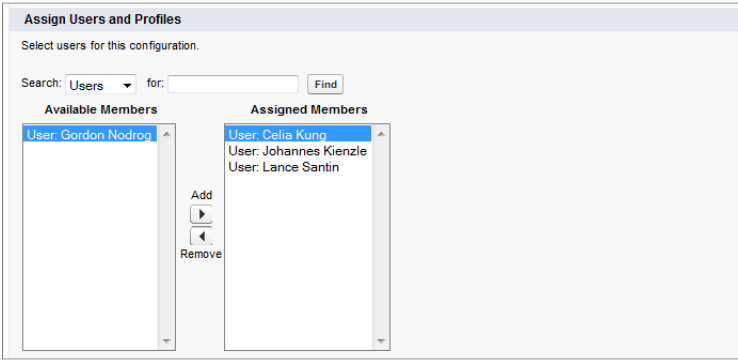 Assign Users and Profiles
Select users for this configuration.
Search: Users for: Find
Available Members Assigned Members
User: Gordon Nodrog User: Celia Kung
User: Johannes Kienzle
User: Lance Santin
Add
Remove